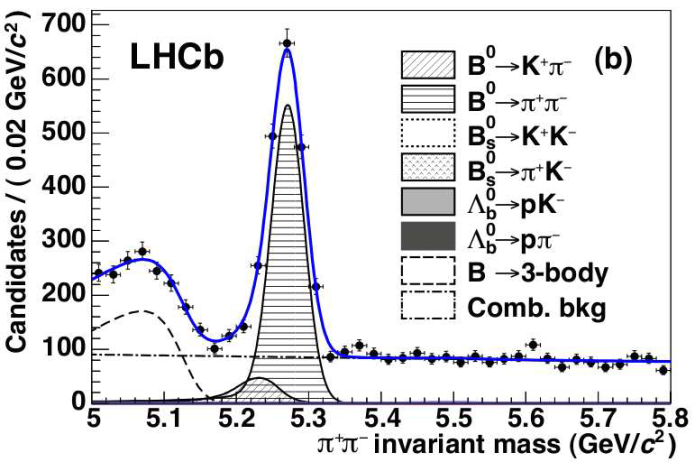 Candidates / ( 0.02 GeV/c²)
700
600
500
400
300
200
100
0
LHCb
(b)
B⁰→K⁺π⁻
B⁰→π⁺π⁻
B⁰ₛ→K⁺K⁻
B⁰ₛ→π⁺K⁻
Λ⁰b→pK⁻
Λ⁰b→pπ⁻
B→3-body
Comb. bkg
5 5.1 5.2 5.3 5.4 5.5 5.6 5.7 5.8
π⁺π⁻ invariant mass (GeV/c²)